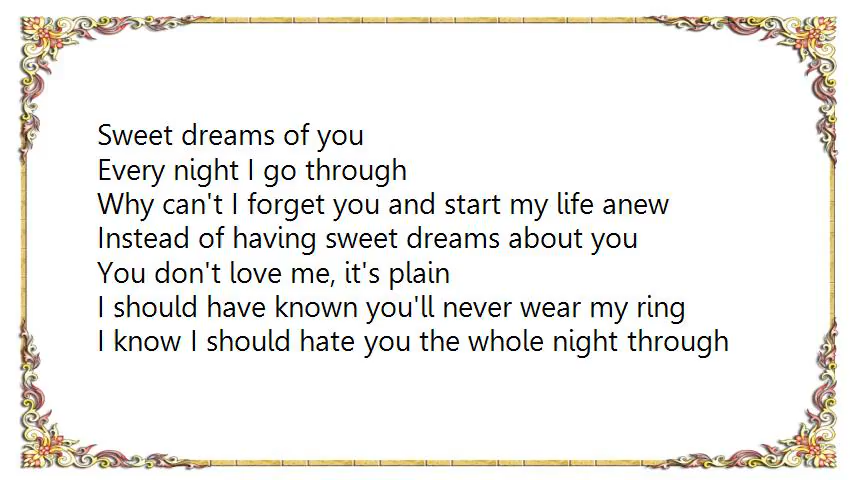 Sweet dreams of you
Every night I go through
Why can't I forget you and start my life anew
Instead of having sweet dreams about you
You don't love me, it's plain
I should have known you'll never wear my ring
I know I should hate you the whole night through